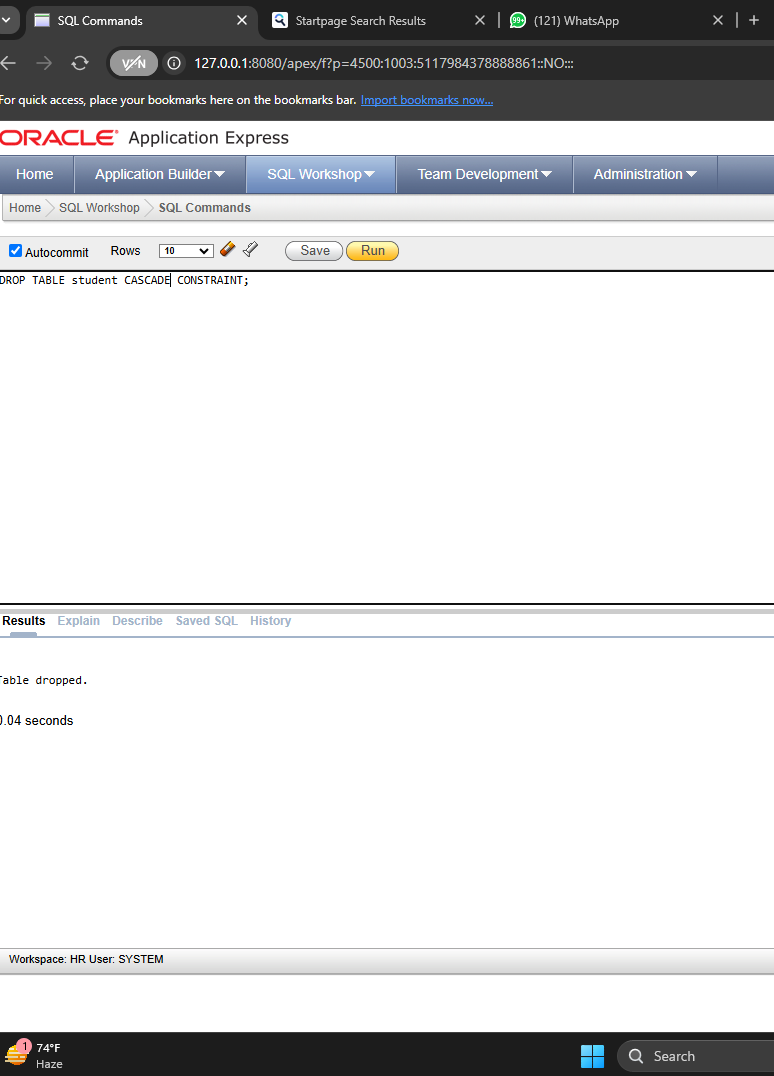 SQL Commands
Startpage Search Results
99+
(121) WhatsApp
VPN
127.0.0.1:8080/apex/f?p=4500:1003:5117984378888861::NO:::
For quick access, place your bookmarks here on the bookmarks bar. Import bookmarks now...
ORACLE® Application Express
Home Application Builder SQL Workshop Team Development Administration
Home SQL Workshop SQL Commands
Autocommit Rows 10 Save Run
DROP TABLE student CASCADE CONSTRAINT;
Results Explain Describe Saved SQL History
Table dropped.
0.04 seconds
Workspace: HR User: SYSTEM
1
74°F
Haze
Search